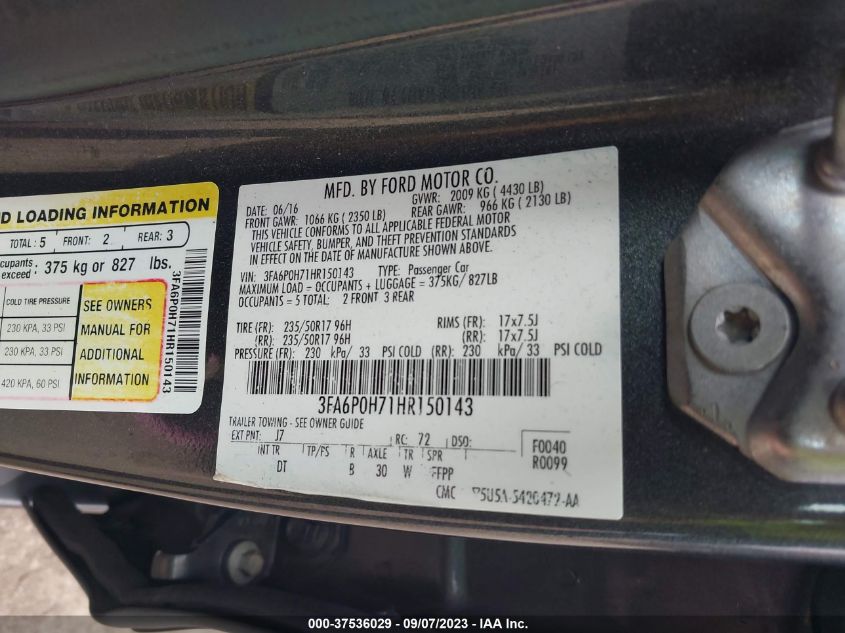 D LOADING INFORMATION
TOTAL: 5 FRONT: 2 REAR: 3
exceed: 375 kg or 827 lbs.
COLD TIRE PRESSURE
230 KPA, 33 PSI
230 KPA, 33 PSI
420 KPA, 60 PSI
SEE OWNERS
MANUAL FOR
ADDITIONAL
INFORMATION
3FA6P0H71HR150143
MFD. BY FORD MOTOR CO.
DATE: 06/16 GVWR: 2009 KG ( 4430 LB)
FRONT GAWR: 1066 KG ( 2350 LB) REAR GAWR: 966 KG ( 2130 LB)
THIS VEHICLE CONFORMS TO ALL APPLICABLE FEDERAL MOTOR
VEHICLE SAFETY, BUMPER, AND THEFT PREVENTION STANDARDS
IN EFFECT ON THE DATE OF MANUFACTURE SHOWN ABOVE.
VIN: 3FA6P0H71HR150143 TYPE: Passenger Car
MAXIMUM LOAD = OCCUPANTS + LUGGAGE = 375KG/ 827LB
OCCUPANTS = 5 TOTAL: 2 FRONT 3 REAR
TIRE (FR): 235/50R17 96H RIMS (FR): 17x7.5J
(RR): 235/50R17 96H (RR): 17x7.5J
PRESSURE (FR): 230 kPa/ 33 PSI COLD (RR): 230 kPa/ 33 PSI COLD
3FA6P0H71HR150143
TRAILER TOWING - SEE OWNER GUIDE
EXT PNT: J7 RC: 72 DSO: F0040
INT TR TP/PS R AXLE TR SPR R0099
DT B 30 W FFPP
CMC 5U5A-5420472-AA
000-37536029 - 09/07/2023 - IAA Inc.